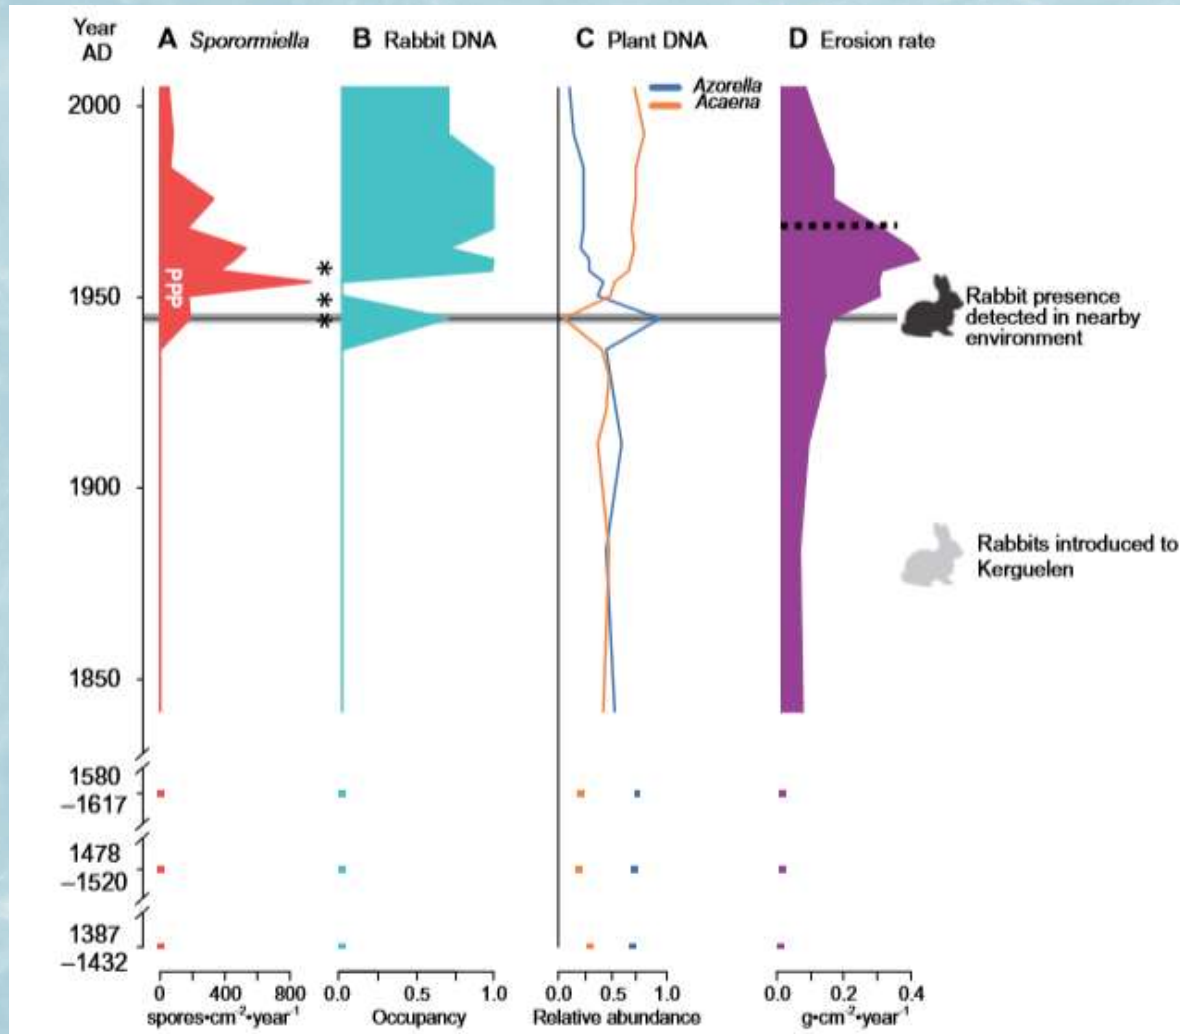 Year
AD
A Sporormiella
B Rabbit DNA
C Plant DNA
D Erosion rate
Azorella
Acaena
2000
1950
1900
1850
1580
–1617
1478
–1520
1387
–1432
ppp
*
*
*
Rabbit presence
detected in nearby
environment
Rabbits introduced to
Kerguelen
0 400 800
spores•cm⁻²•year⁻¹
0.0 1.0
Occupancy
0.0 0.5 1.0
Relative abundance
0.0 0.2 0.4
g•cm⁻²•year⁻¹